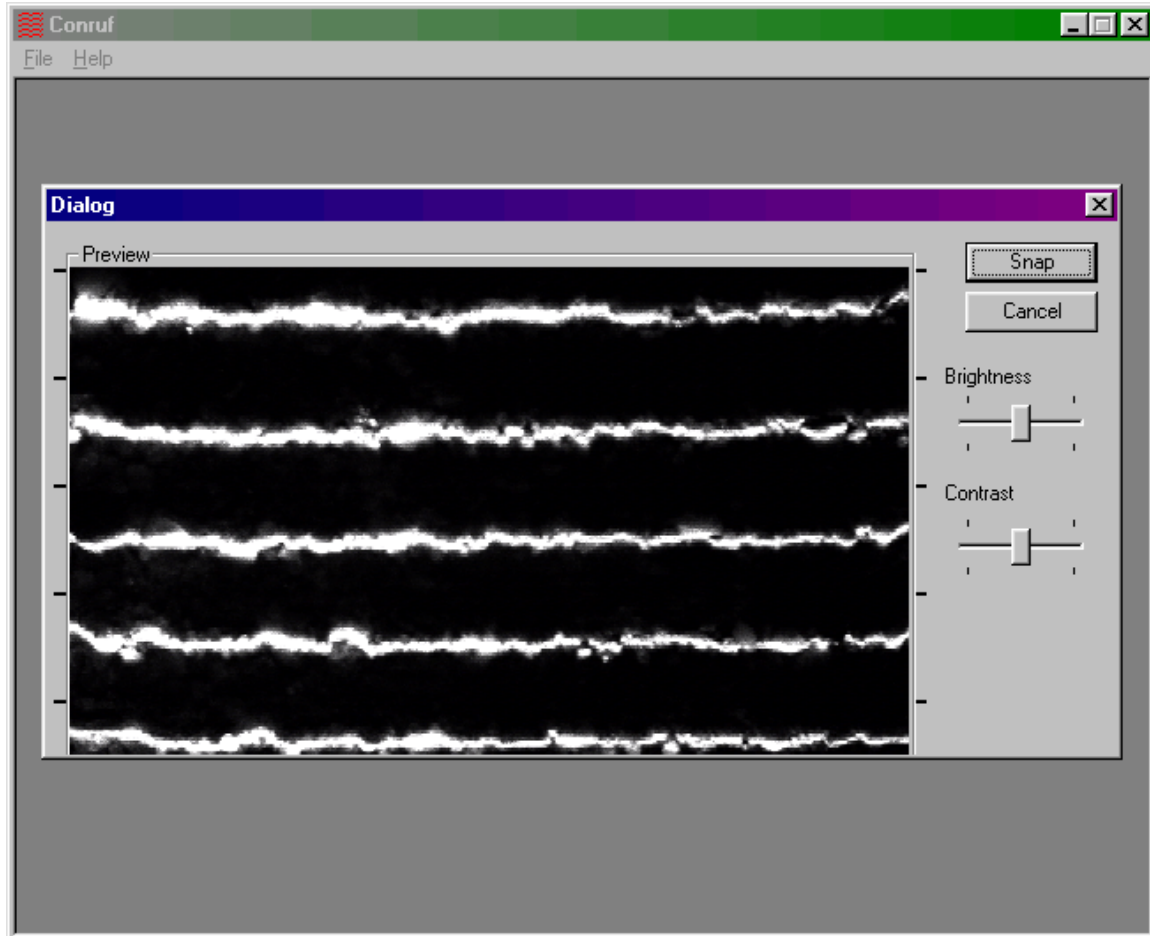 Conruf
File Help
Dialog
Preview
Snap
Cancel
Brightness
Contrast